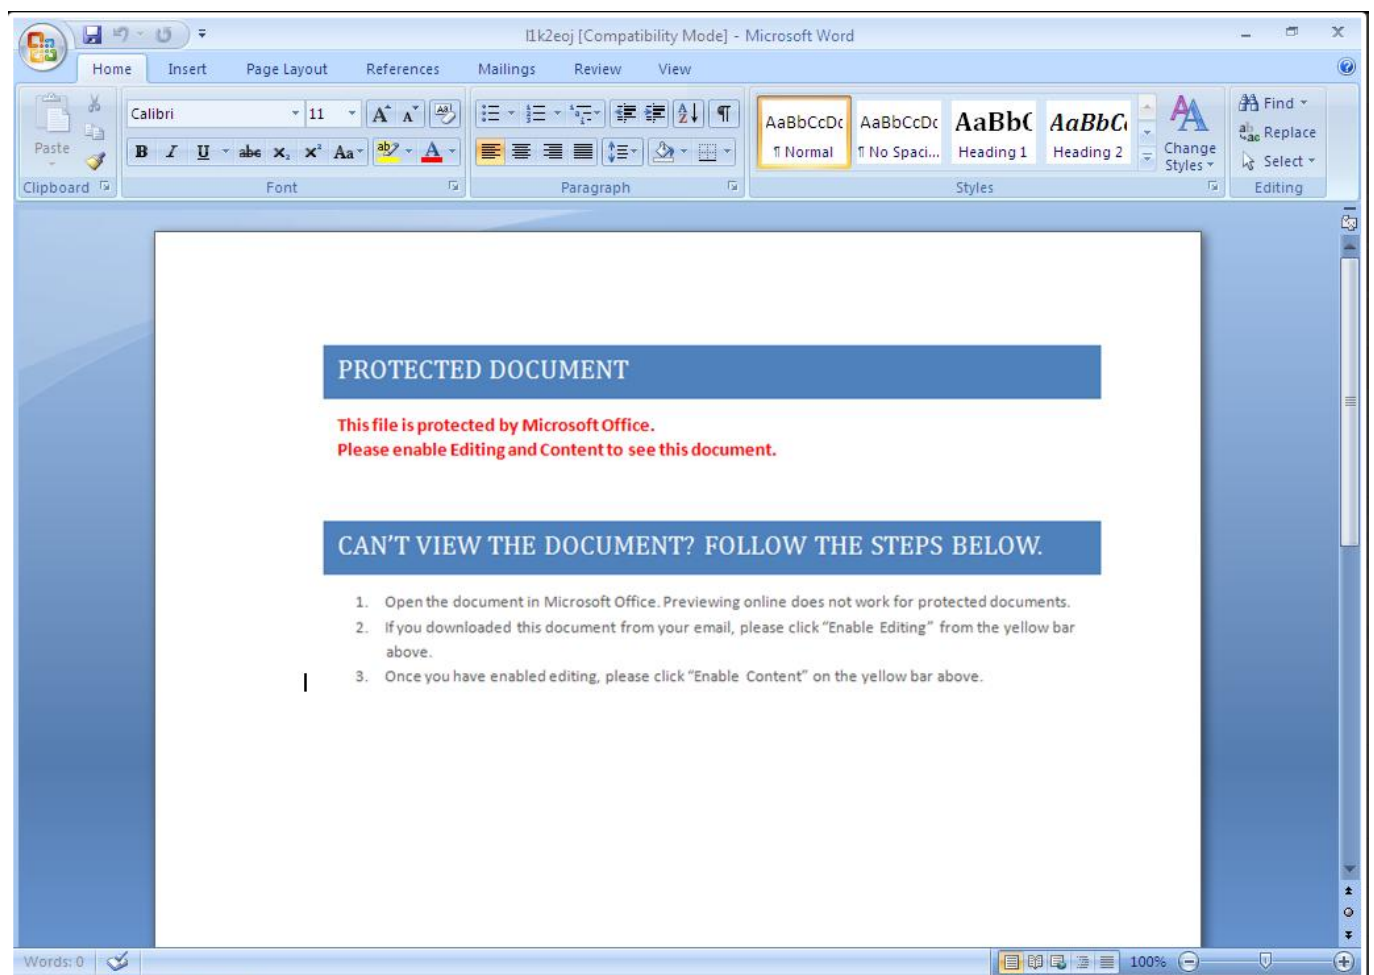 l1k2eoj [Compatibility Mode] - Microsoft Word
Home Insert Page Layout References Mailings Review View
Calibri 11 A A Aa
Paste
B I U abe X₂ X² Aa ab A
AaBbCcDc AaBbCcDc AaBbC AaBbC
¶ Normal ¶ No Spaci... Heading 1 Heading 2
Change
Styles
Find
Replace
Select
Clipboard Font Paragraph Styles Editing
PROTECTED DOCUMENT
This file is protected by Microsoft Office.
Please enable Editing and Content to see this document.
CAN'T VIEW THE DOCUMENT? FOLLOW THE STEPS BELOW.
1. Open the document in Microsoft Office. Previewing online does not work for protected documents.
2. If you downloaded this document from your email, please click "Enable Editing" from the yellow bar
above.
3. Once you have enabled editing, please click "Enable Content" on the yellow bar above.
Words: 0 100%